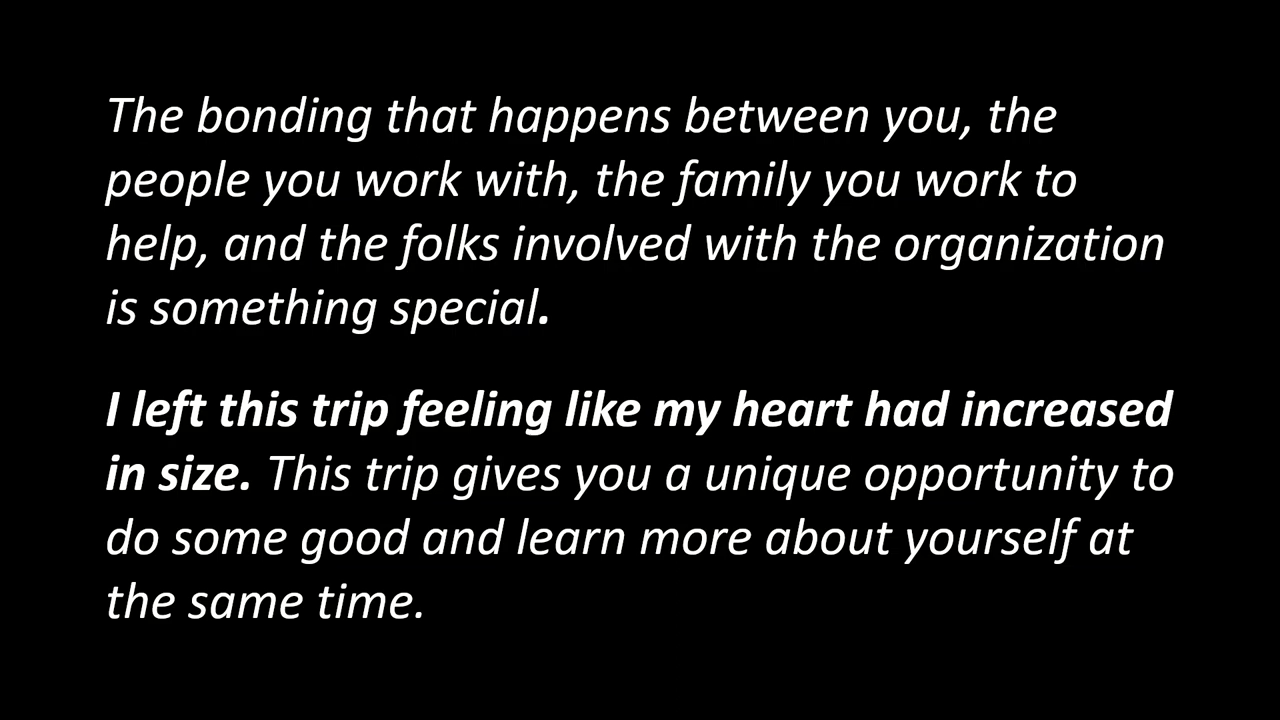 The bonding that happens between you, the
people you work with, the family you work to
help, and the folks involved with the organization
is something special.
I left this trip feeling like my heart had increased
in size. This trip gives you a unique opportunity to
do some good and learn more about yourself at
the same time.